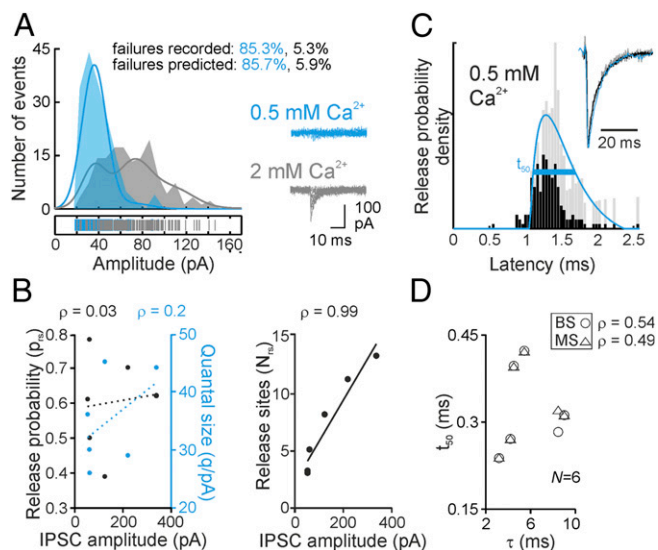 A
failures recorded: 85.3%, 5.3%
failures predicted: 85.7%, 5.9%
Number of events
45
30
15
0
0 40 80 120 160
Amplitude (pA)
0.5 mM Ca²⁺
2 mM Ca²⁺
100 pA
10 ms
C
0.5 mM
Ca²⁺
Release probability density
t₅₀
20 ms
0 0.5 1.0 1.5 2.0 2.5
Latency (ms)
B
ρ = 0.03 ρ = 0.2
Release probability (pᵣₛ)
0.8
0.7
0.6
0.5
0.4
0.3
Quantal size (q/pA)
50
40
30
20
0 200 400
IPSC amplitude (pA)
ρ = 0.99
Release sites (Nᵣₛ)
15
10
5
0
0 200 400
IPSC amplitude (pA)
D
BS ○ ρ = 0.54
MS △ ρ = 0.49
t₅₀ (ms)
0.45
0.3
0.15
N=6
2 6 10
τ (ms)